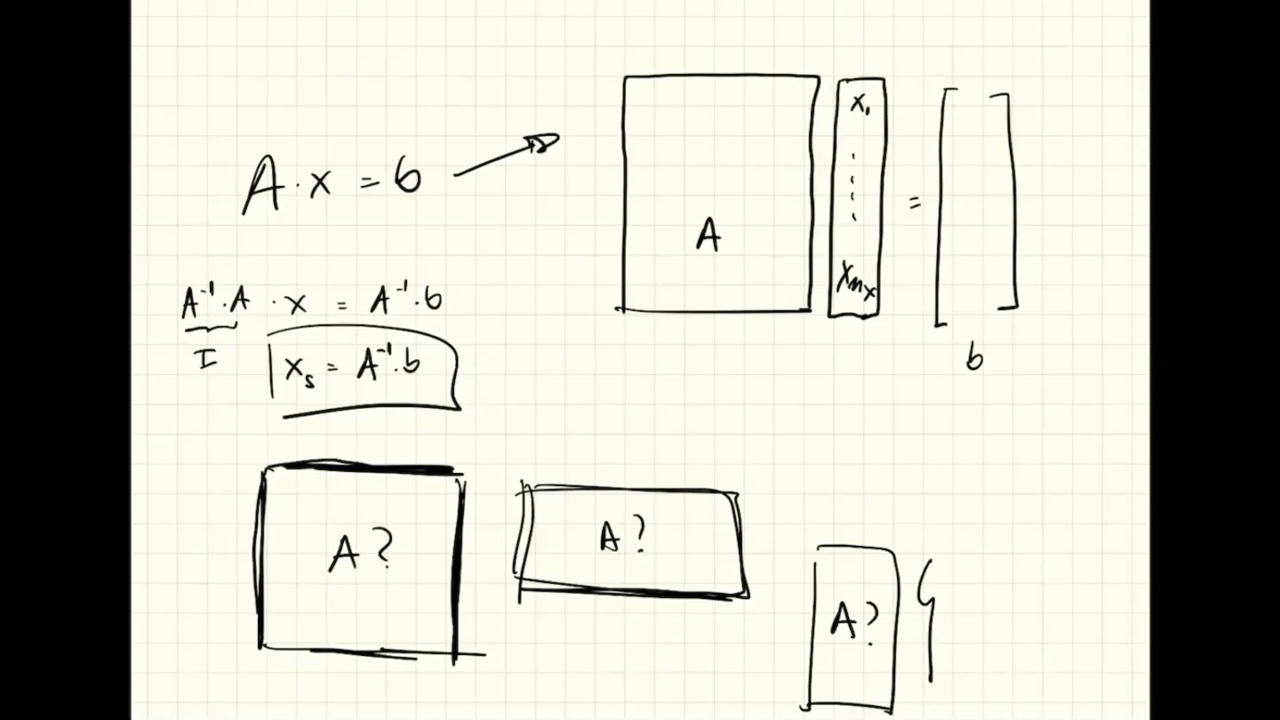 A · x = b
A
x₁
xₙₓ
=
b
A⁻¹ · A · x = A⁻¹ · b
I
xₛ = A⁻¹ · b
A ?
A ?
A ?